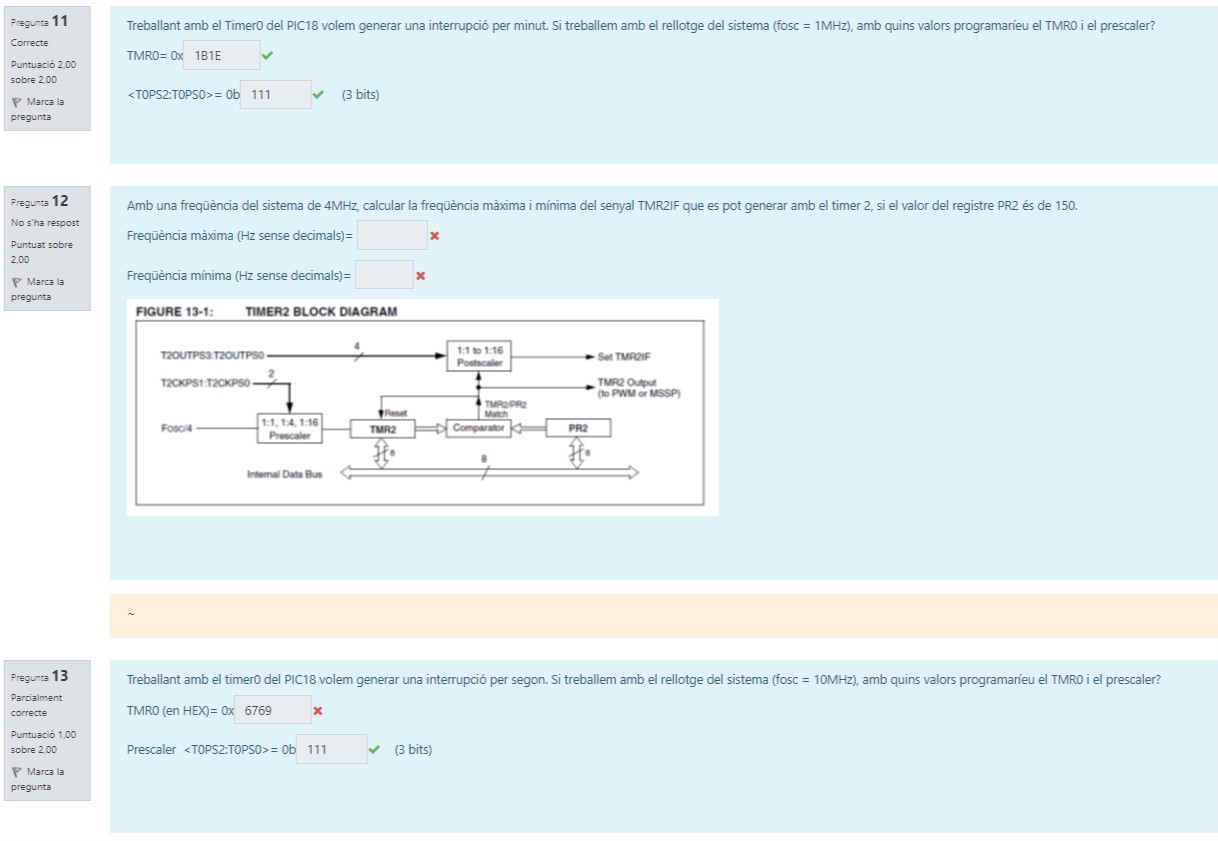 Pregunta 11
Correcte
Puntuació 2,00
sobre 2,00
Marca la
pregunta
Treballant amb el Timer0 del PIC18 volem generar una interrupció per minut. Si treballem amb el rellotge del sistema (fosc = 1MHz), amb quins valors programaríeu el TMR0 i el prescaler?
TMR0= 0x 1B1E
<T0PS2:T0PS0>= 0b 111 (3 bits)
Pregunta 12
No s'ha respost
Puntuat sobre
2,00
Marca la
pregunta
Amb una freqüència del sistema de 4MHz, calcular la freqüència màxima i mínima del senyal TMR2IF que es pot generar amb el timer 2, si el valor del registre PR2 és de 150.
Freqüència màxima (Hz sense decimals)=
Freqüència mínima (Hz sense decimals)=
FIGURE 13-1: TIMER2 BLOCK DIAGRAM
T2OUTPS3:T2OUTPS0
4
1:1 to 1:16
Postscaler
Set TMR2IF
T2CKPS1:T2CKPS0
2
TMR2 Output
(to PWM or MSSP)
Reset
TMR2/PR2
Match
Fosc/4
1:1, 1:4, 1:16
Prescaler
TMR2
Comparator
PR2
8
8
8
Internal Data Bus
~
Pregunta 13
Parcialment
correcte
Puntuació 1,00
sobre 2,00
Marca la
pregunta
Treballant amb el timer0 del PIC18 volem generar una interrupció per segon. Si treballem amb el rellotge del sistema (fosc = 10MHz), amb quins valors programaríeu el TMR0 i el prescaler?
TMR0 (en HEX)= 0x 6769
Prescaler <T0PS2:T0PS0>= 0b 111 (3 bits)